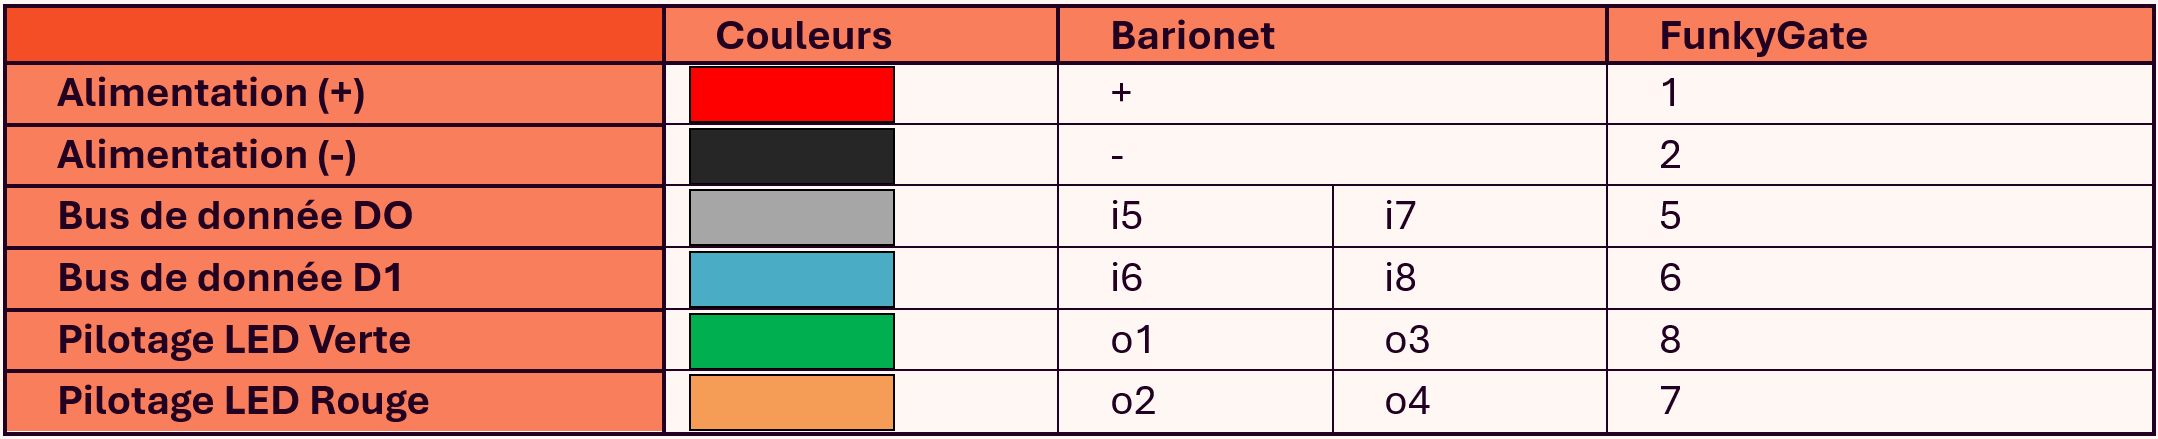 Couleurs Barionet FunkyGate
Alimentation (+) + 1
Alimentation (-) - 2
Bus de donnée DO i5 i7 5
Bus de donnée D1 i6 i8 6
Pilotage LED Verte o1 o3 8
Pilotage LED Rouge o2 o4 7